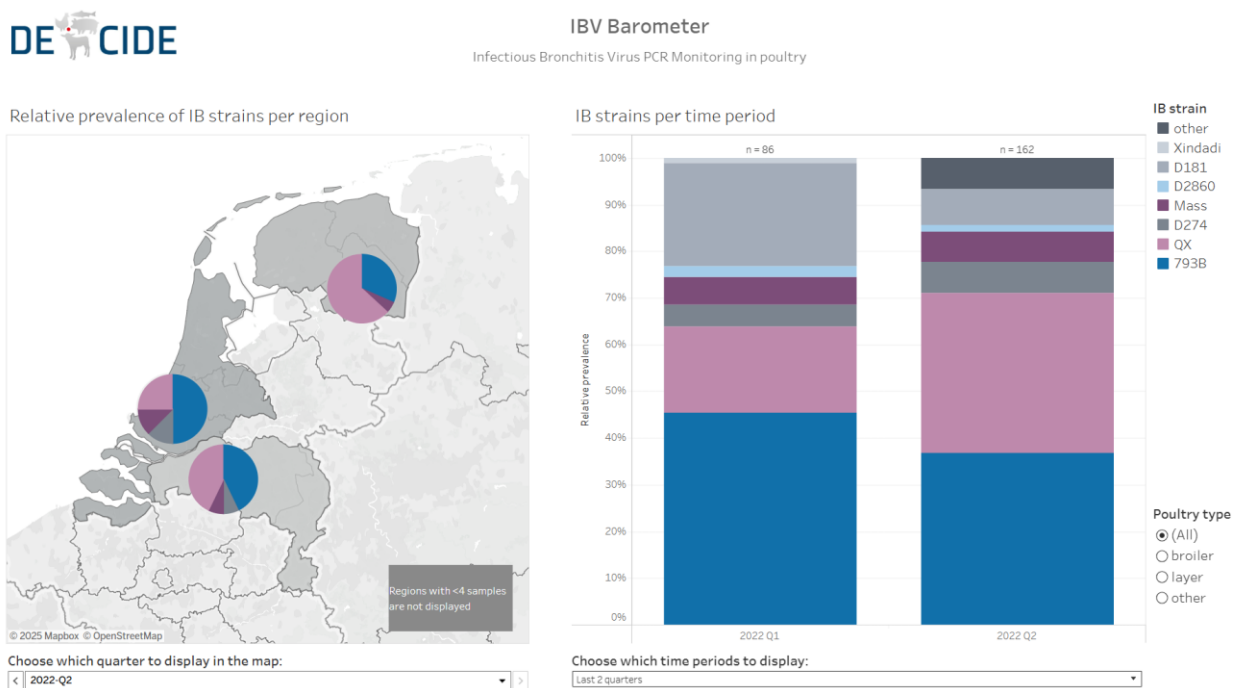 DECIDE
IBV Barometer
Infectious Bronchitis Virus PCR Monitoring in poultry
Relative prevalence of IB strains per region
Regions with <4 samples
are not displayed
© 2025 Mapbox © OpenStreetMap
Choose which quarter to display in the map:
< 2022-Q2 >
IB strains per time period
n = 86
n = 162
100%
90%
80%
70%
60%
50%
40%
30%
20%
10%
0%
Relative prevalence
2022 Q1
2022 Q2
Choose which time periods to display:
Last 2 quarters
IB strain
other
Xindadi
D181
D2860
Mass
D274
QX
793B
Poultry type
(All)
broiler
layer
other